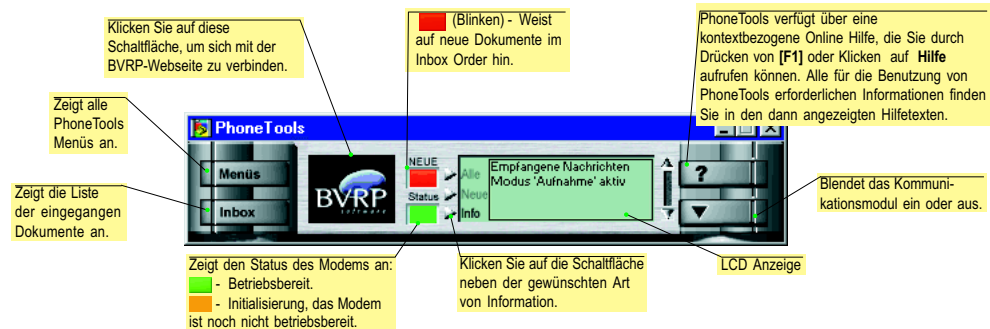 Klicken Sie auf diese
Schaltfläche, um sich mit der
BVRP-Webseite zu verbinden.
(Blinken) - Weist
auf neue Dokumente im
Inbox Order hin.
PhoneTools verfügt über eine
kontextbezogene Online Hilfe, die Sie durch
Drücken von [F1] oder Klicken auf Hilfe
aufrufen können. Alle für die Benutzung von
PhoneTools erforderlichen Informationen finden
Sie in den dann angezeigten Hilfetexten.
Zeigt alle
PhoneTools
Menüs an.
Zeigt die Liste
der eingegangen
Dokumente an.
PhoneTools
Menüs
Inbox
BVRP
software
NEUE
Status
Alle
Neue
Info
Empfangene Nachrichten
Modus 'Aufnahme' aktiv
?
Blendet das Kommuni-
kationsmodul ein oder aus.
Zeigt den Status des Modems an:
- Betriebsbereit.
- Initialisierung, das Modem
ist noch nicht betriebsbereit.
Klicken Sie auf die Schaltfläche
neben der gewünschten Art
von Information.
LCD Anzeige